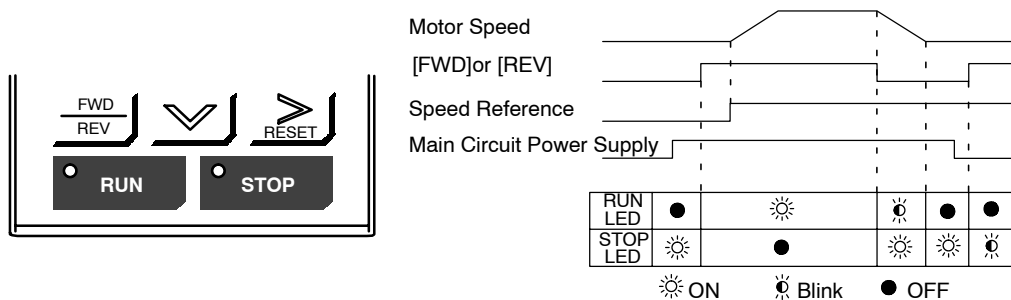 FWD
REV
RESET
RUN
STOP
Motor Speed
[FWD]or [REV]
Speed Reference
Main Circuit Power Supply
RUN
LED
STOP
LED
ON
Blink
OFF